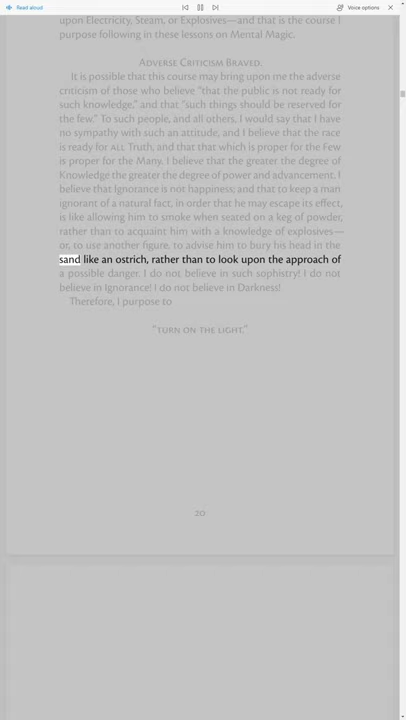 Read aloud
Voice options
upon Electricity, Steam, or Explosives—and that is the course I
purpose following in these lessons on Mental Magic.
Adverse Criticism Braved.
It is possible that this course may bring upon me the adverse
criticism of those who believe "that the public is not ready for
such knowledge," and that "such things should be reserved for
the few." To such people, and all others, I would say that I have
no sympathy with such an attitude, and I believe that the race
is ready for ALL Truth, and that that which is proper for the Few
is proper for the Many. I believe that the greater the degree of
Knowledge the greater the degree of power and advancement. I
believe that Ignorance is not happiness; and that to keep a man
ignorant of a natural fact, in order that he may escape its effect,
is like allowing him to smoke when seated on a keg of powder,
rather than to acquaint him with a knowledge of explosives—
or, to use another figure, to advise him to bury his head in the
sand like an ostrich, rather than to look upon the approach of
a possible danger. I do not believe in such sophistry! I do not
believe in Ignorance! I do not believe in Darkness!
Therefore, I purpose to
"TURN ON THE LIGHT."
20